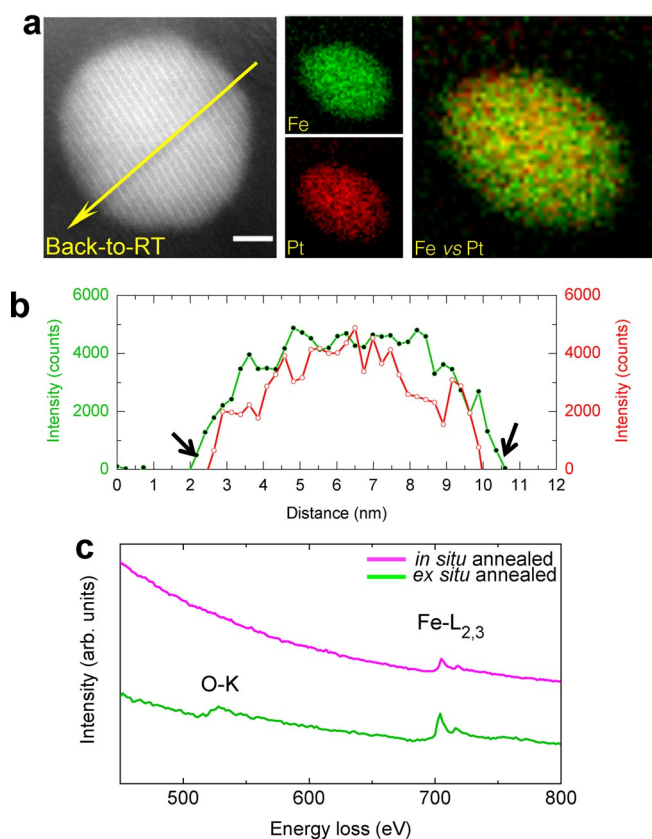 a
Back-to-RT
Fe
Pt
Fe vs Pt
b
6000
4000
2000
0
Intensity (counts)
0 1 2 3 4 5 6 7 8 9 10 11 12
Distance (nm)
6000
4000
2000
0
Intensity (counts)
c
in situ annealed
ex situ annealed
Fe-L2,3
O-K
Intensity (arb. units)
500 600 700 800
Energy loss (eV)